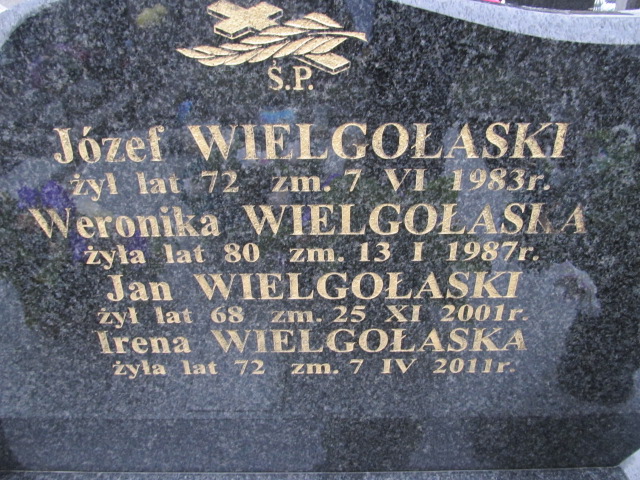 Ś.P.
Józef WIELGOŁASKI
żył lat 72 zm. 7 VI 1983r.
Weronika WIELGOŁASKA
żyła lat 80 zm. 13 I 1987r.
Jan WIELGOŁASKI
żył lat 68 zm. 25 XI 2001r.
Irena WIELGOŁASKA
żyła lat 72 zm. 7 IV 2011r.